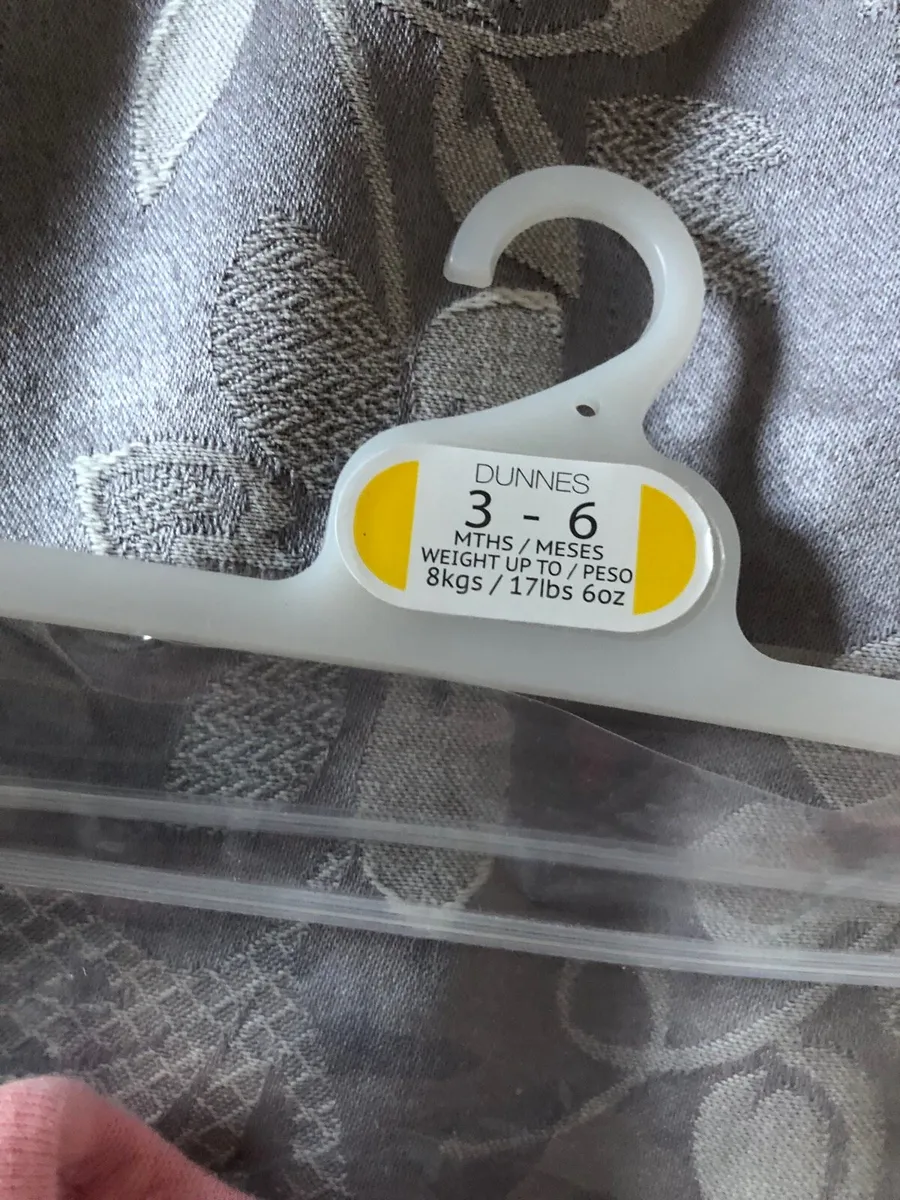 DUNNES
3 - 6
MTHS / MESES
WEIGHT UP TO / PESO
8kgs / 17lbs 6oz